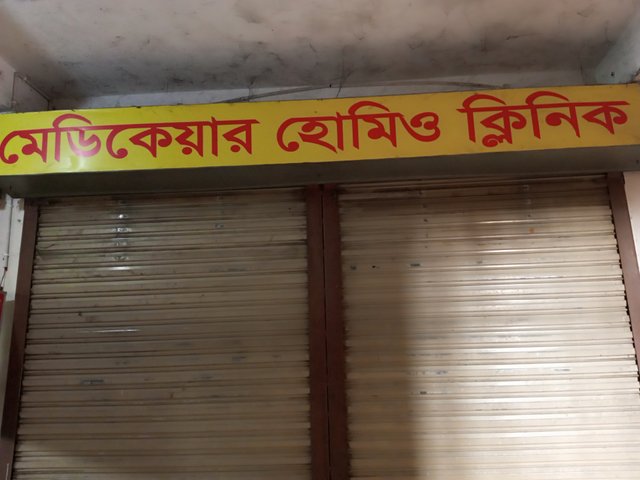 মেডিকেয়ার হোমিও ক্লিনিক